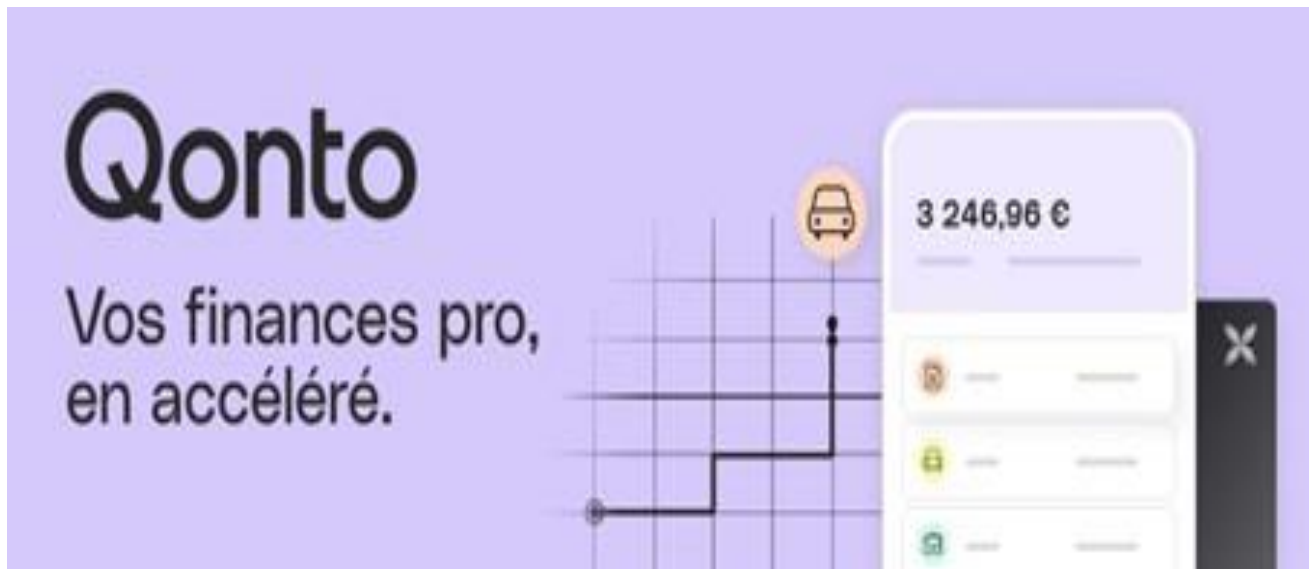 Qonto
Vos finances pro,
en accéléré.
3 246,96 €